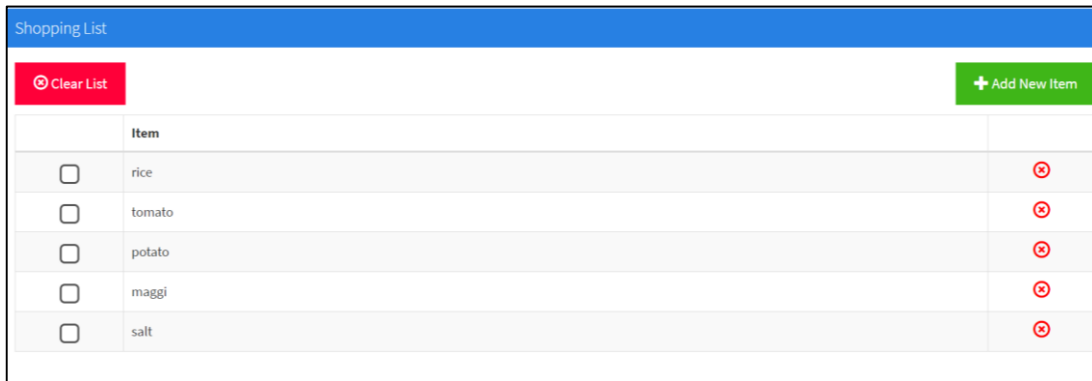 Shopping List
Clear List
Add New Item
Item
rice
tomato
potato
maggi
salt